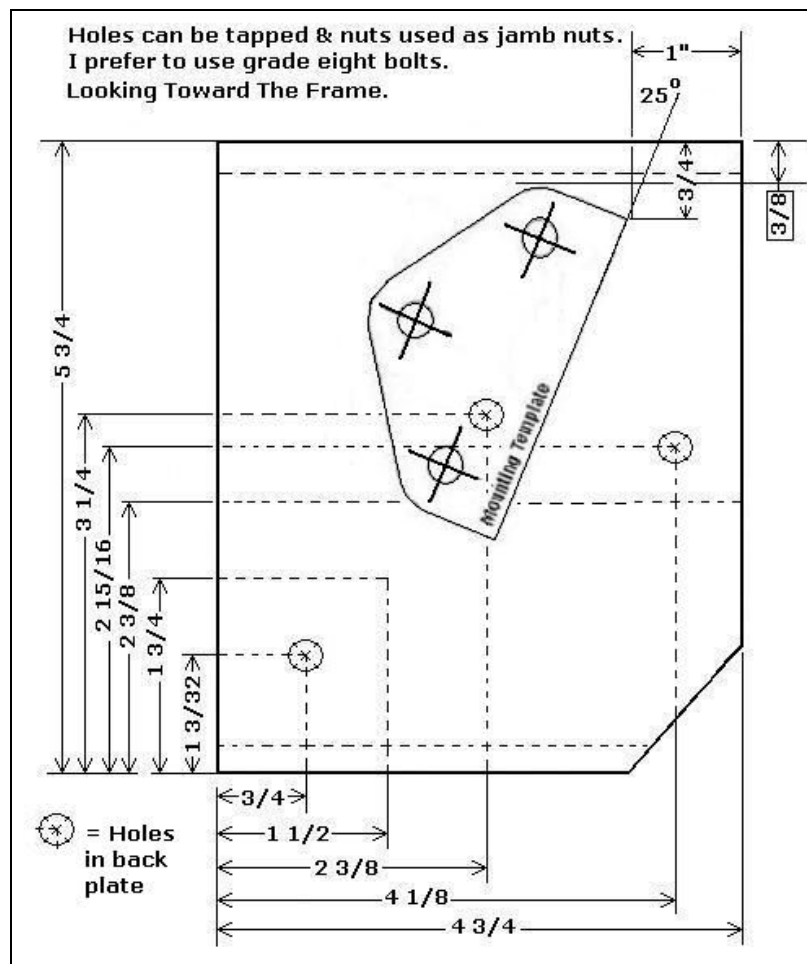 Holes can be tapped & nuts used as jamb nuts.
I prefer to use grade eight bolts.
Looking Toward The Frame.
1"
25°
3/4
3/8
5 3/4
3 1/4
2 15/16
2 3/8
1 3/4
1 3/32
Mounting Template
3/4
1 1/2
2 3/8
4 1/8
4 3/4
= Holes
in back
plate